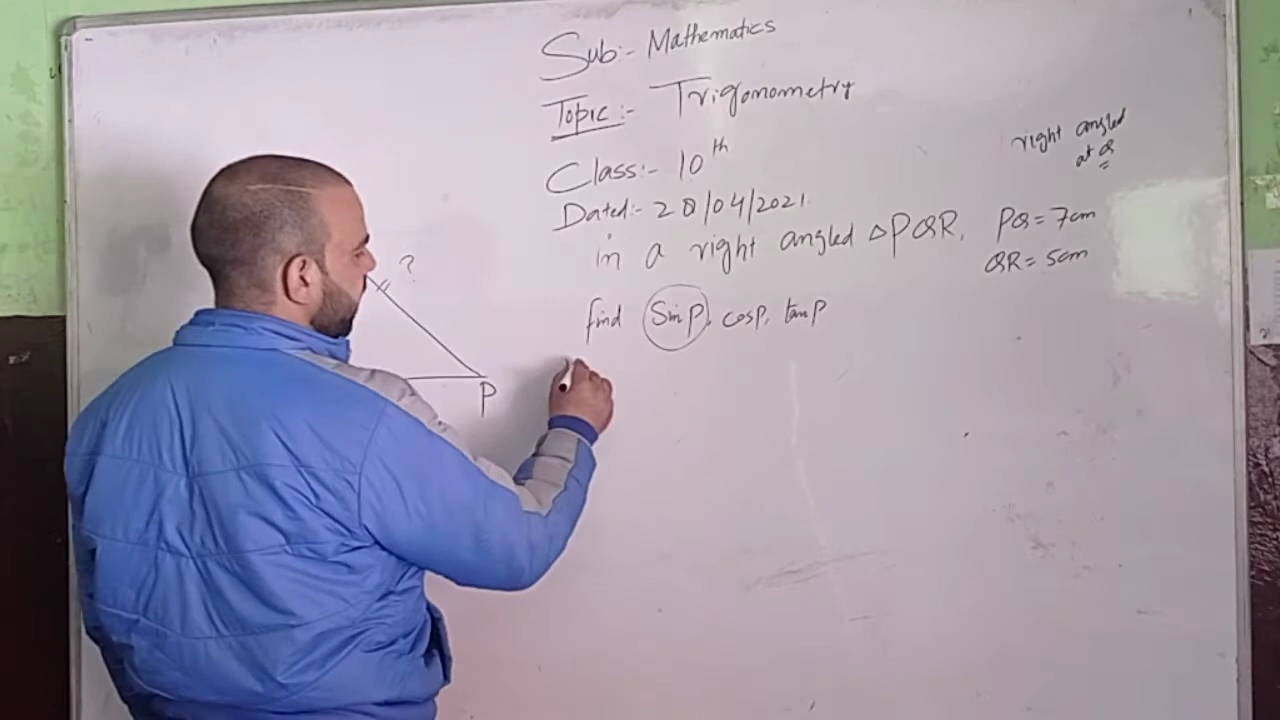 Sub:- Mathematics
Topic:- Trigonometry
Class:- 10th
Dated:- 28/04/2021.
right angled
at Q
in a right angled △PQR, PQ = 7cm
QR = 5cm
find SinP, cosP, tanP
?
P